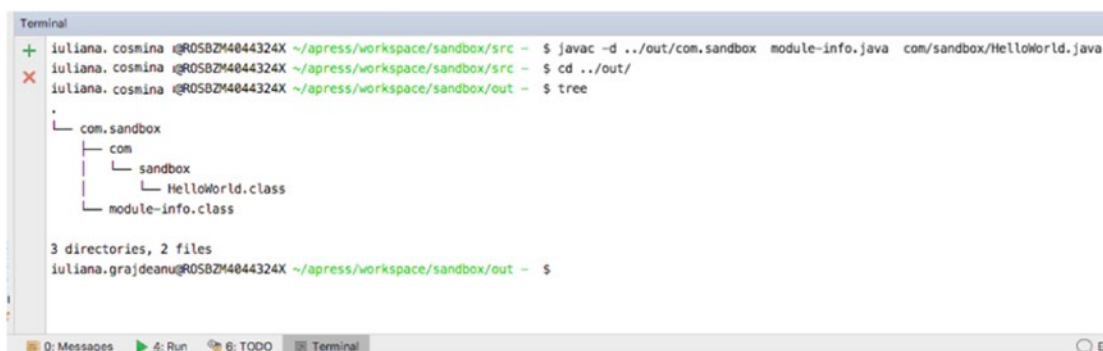 Terminal
iuliana. cosmina @ROSBZM4044324X ~/apress/workspace/sandbox/src – $ javac -d ../out/com.sandbox module-info.java com/sandbox/HelloWorld.java
iuliana. cosmina @ROSBZM4044324X ~/apress/workspace/sandbox/src – $ cd ../out/
iuliana. cosmina @ROSBZM4044324X ~/apress/workspace/sandbox/out – $ tree
.
└── com.sandbox
    ├── com
    │   └── sandbox
    │       └── HelloWorld.class
    └── module-info.class
3 directories, 2 files
iuliana.grajdeanu@ROSBZM4044324X ~/apress/workspace/sandbox/out – $
0: Messages 4: Run 6: TODO Terminal